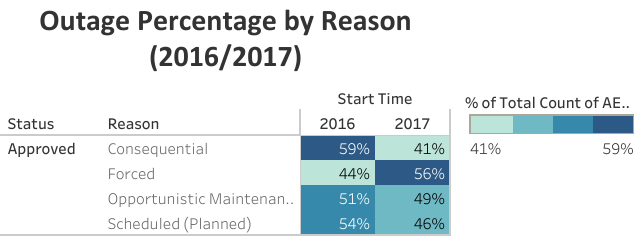 Outage Percentage by Reason
(2016/2017)
Start Time
% of Total Count of AE..
Status Reason 2016 2017
41% 59%
Approved Consequential 59% 41%
Forced 44% 56%
Opportunistic Maintenan.. 51% 49%
Scheduled (Planned) 54% 46%